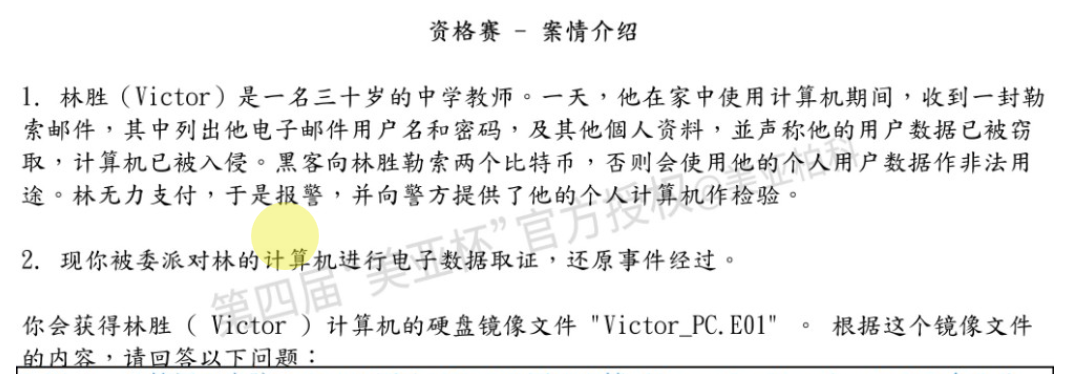 资格赛 - 案情介绍
1. 林胜（Victor）是一名三十岁的中学教师。一天，他在家中使用计算机期间，收到一封勒
索邮件，其中列出他电子邮件用户名和密码，及其他個人资料，並声称他的用户数据已被窃
取，计算机已被入侵。黑客向林胜勒索两个比特币，否则会使用他的个人用户数据作非法用
途。林无力支付，于是报警，并向警方提供了他的个人计算机作检验。
2. 现你被委派对林的计算机进行电子数据取证，还原事件经过。
第四届“美亚杯”官方授权@美亚柏科
你会获得林胜（ Victor ）计算机的硬盘镜像文件 "Victor_PC.E01" 。 根据这个镜像文件
的内容，请回答以下问题：